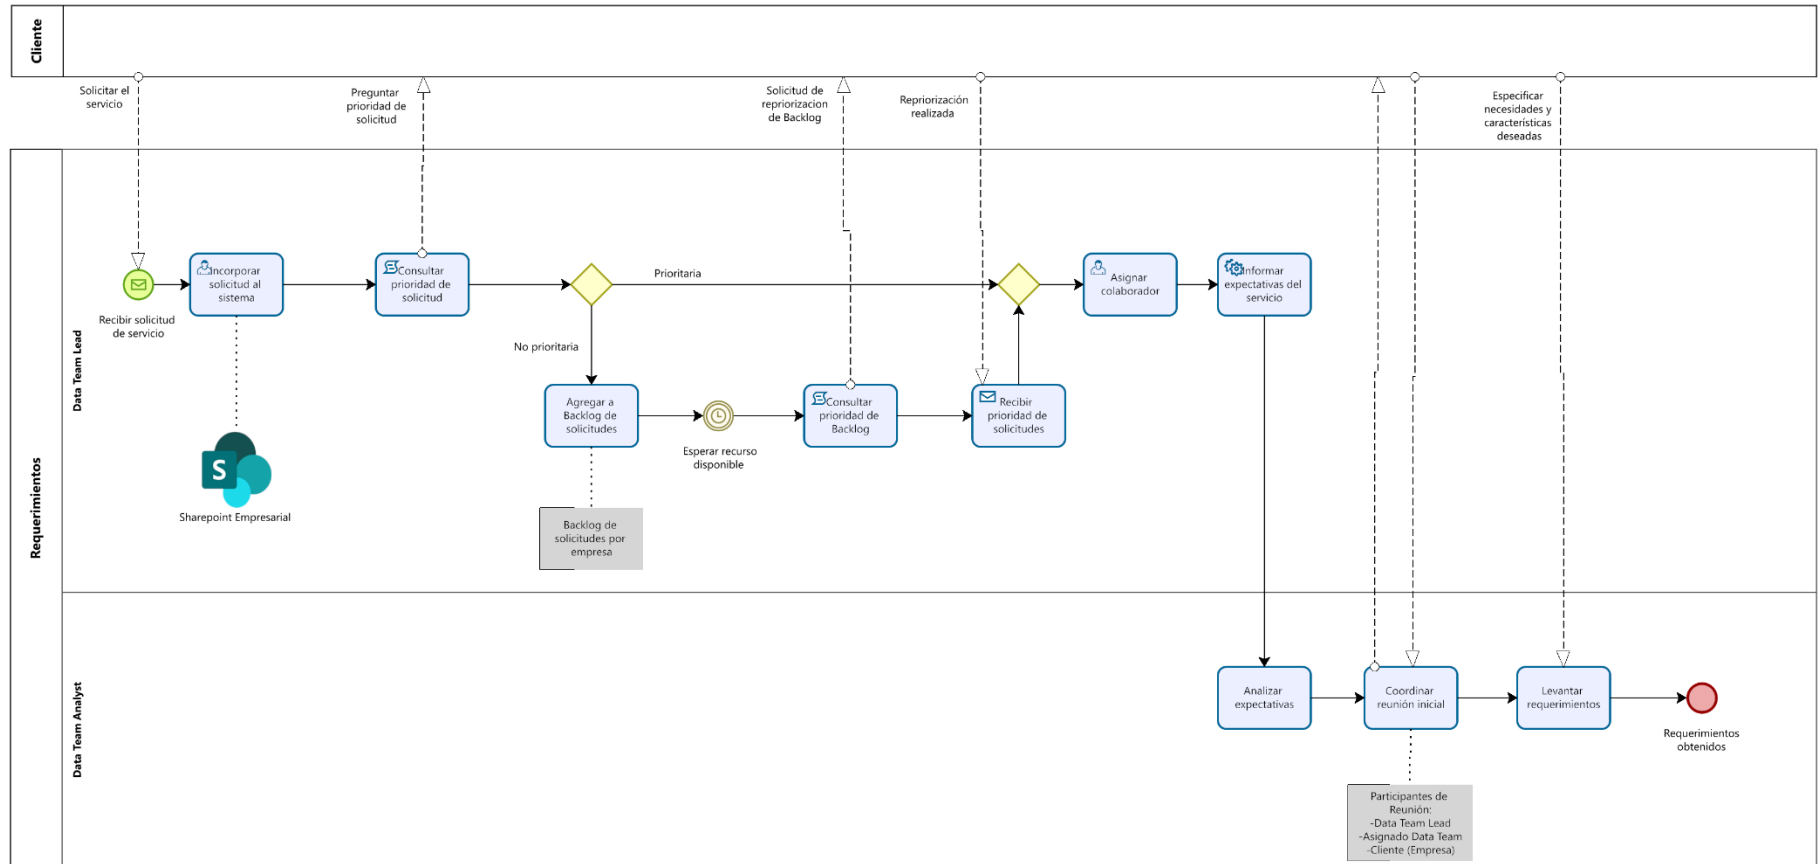 Cliente
Solicitar el
servicio
Preguntar
prioridad de
solicitud
Solicitud de
repriorizacion
de Backlog
Repriorización
realizada
Especificar
necesidades y
características
deseadas
Requerimientos
Data Team Lead
Recibir solicitud
de servicio
Incorporar
solicitud al
sistema
S
Sharepoint Empresarial
Consultar
prioridad de
solicitud
Prioritaria
No prioritaria
Agregar a
Backlog de
solicitudes
Backlog de
solicitudes por
empresa
Esperar recurso
disponible
Consultar
prioridad de
Backlog
Recibir
prioridad de
solicitudes
Asignar
colaborador
Informar
expectativas del
servicio
Data Team Analyst
Analizar
expectativas
Coordinar
reunión inicial
Participantes de
Reunión:
-Data Team Lead
-Asignado Data Team
-Cliente (Empresa)
Levantar
requerimientos
Requerimientos
obtenidos